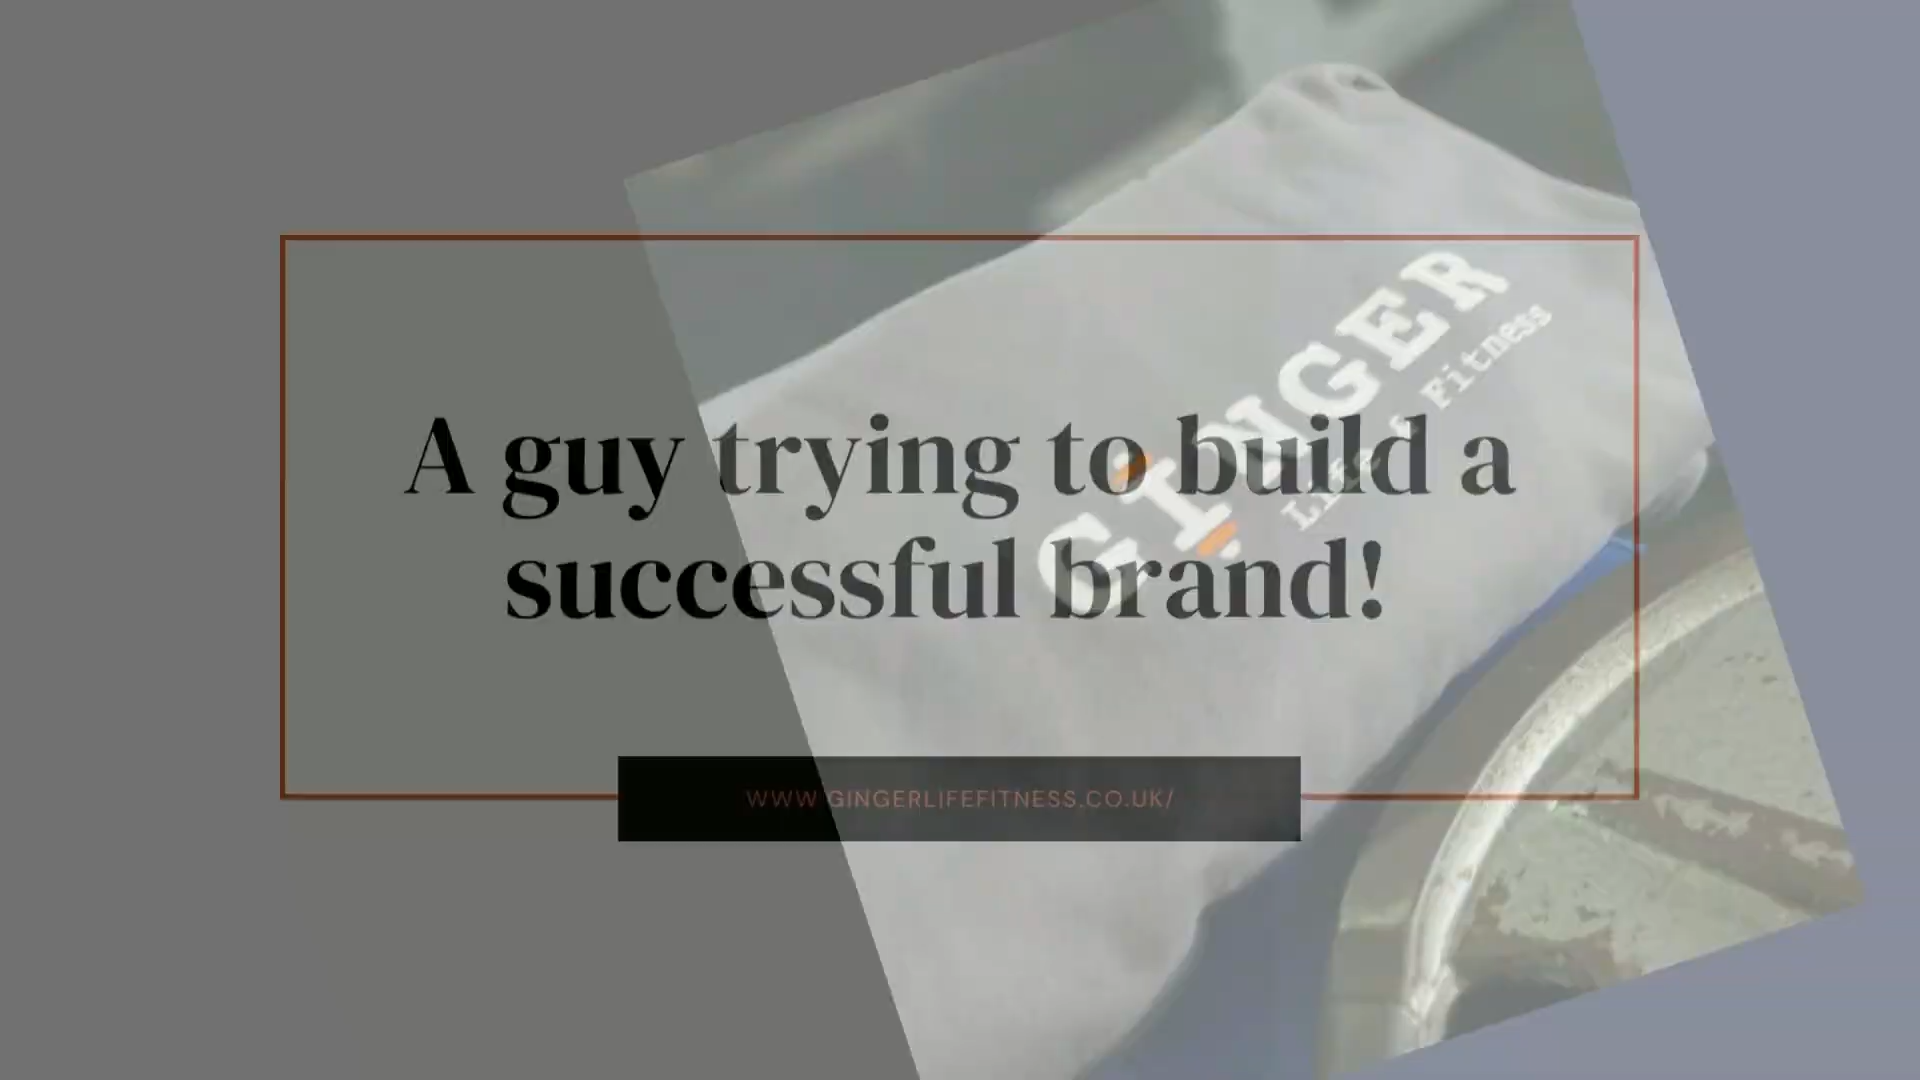 A guy trying to build a
successful brand!
WWW.GINGERLIFEFITNESS.CO.UK/
GINGER
Life & Fitness